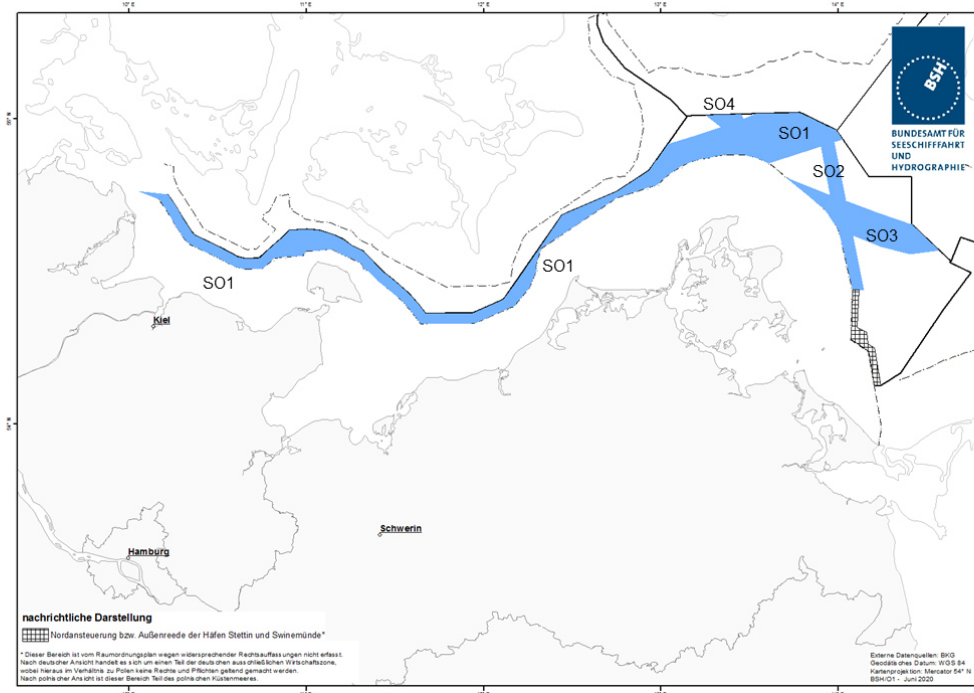 SO4
SO1
SO2
SO3
SO1
SO1
BSH
BUNDESAMT FÜR
SEESCHIFFFAHRT
UND
HYDROGRAPHIE
Kiel
Schwerin
Hamburg
nachrichtliche Darstellung
Nordansteuerung bzw. Außenreede der Häfen Stettin und Swinemünde*
* Dieser Bereich ist vom Raumordnungsplan wegen widersprechender Rechtsauffassungen nicht erfasst.
Nach deutscher Ansicht handelt es sich um einen Teil der deutschen ausschließlichen Wirtschaftszone,
wobei hieraus im Verhältnis zu Polen keine Rechte und Pflichten geltend gemacht werden.
Nach polnischer Ansicht ist dieser Bereich Teil des polnischen Küstenmeeres.
Externe Datenquellen: BKG
Geodätisches Datum: WGS 84
Kartenprojektion: Mercator 54° N
BSH/O1 - Juni 2020